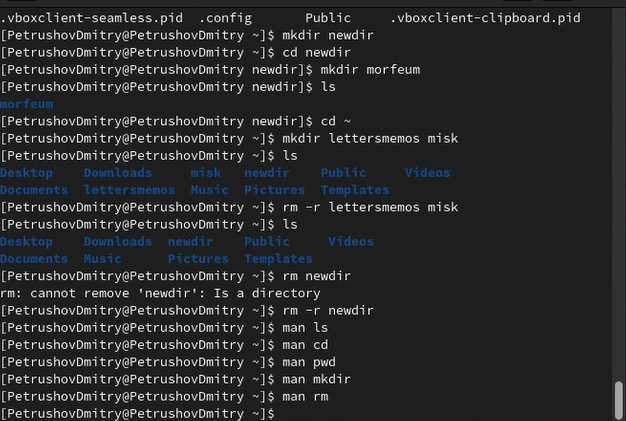 .vboxclient-seamless.pid  .config       Public     .vboxclient-clipboard.pid
[PetrushovDmitry@PetrushovDmitry ~]$ mkdir newdir
[PetrushovDmitry@PetrushovDmitry ~]$ cd newdir
[PetrushovDmitry@PetrushovDmitry newdir]$ mkdir morfeum
[PetrushovDmitry@PetrushovDmitry newdir]$ ls
morfeum
[PetrushovDmitry@PetrushovDmitry newdir]$ cd ~
[PetrushovDmitry@PetrushovDmitry ~]$ mkdir lettersmemos misk
[PetrushovDmitry@PetrushovDmitry ~]$ ls
Desktop    Downloads     misk   newdir    Public     Videos
Documents  lettersmemos  Music  Pictures  Templates
[PetrushovDmitry@PetrushovDmitry ~]$ rm -r lettersmemos misk
[PetrushovDmitry@PetrushovDmitry ~]$ ls
Desktop    Downloads  newdir    Public     Videos
Documents  Music      Pictures  Templates
[PetrushovDmitry@PetrushovDmitry ~]$ rm newdir
rm: cannot remove 'newdir': Is a directory
[PetrushovDmitry@PetrushovDmitry ~]$ rm -r newdir
[PetrushovDmitry@PetrushovDmitry ~]$ man ls
[PetrushovDmitry@PetrushovDmitry ~]$ man cd
[PetrushovDmitry@PetrushovDmitry ~]$ man pwd
[PetrushovDmitry@PetrushovDmitry ~]$ man mkdir
[PetrushovDmitry@PetrushovDmitry ~]$ man rm
[PetrushovDmitry@PetrushovDmitry ~]$